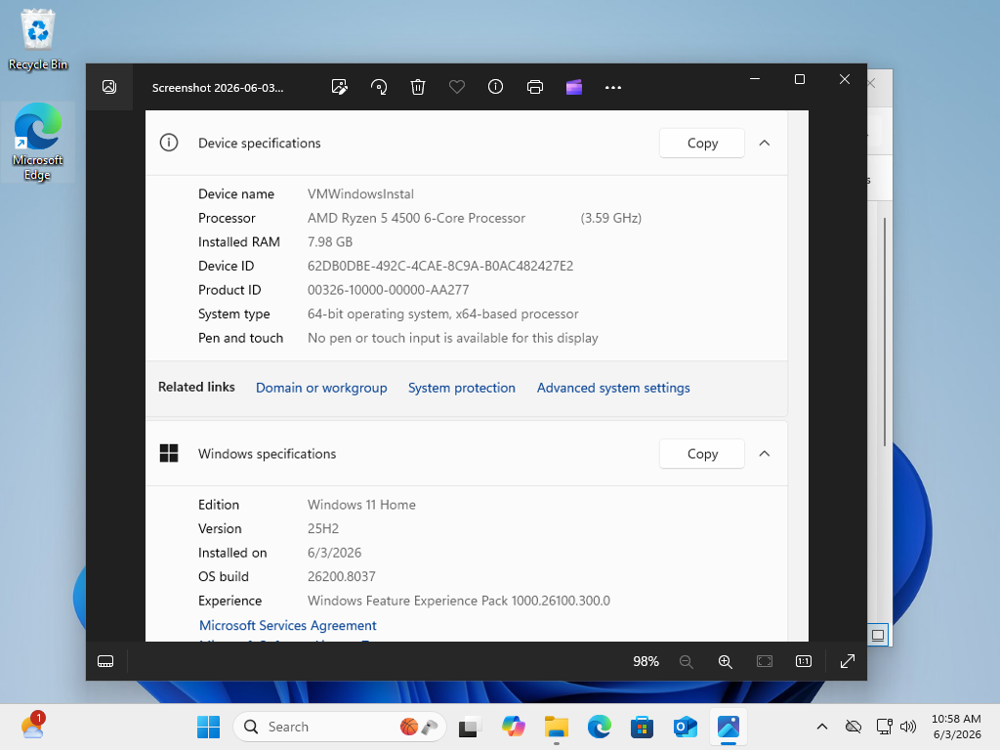 Recycle Bin
Microsoft Edge
Screenshot 2026-06-03...
Device specifications
Copy
Device name VMWindowsInstal
Processor AMD Ryzen 5 4500 6-Core Processor (3.59 GHz)
Installed RAM 7.98 GB
Device ID 62DB0DBE-492C-4CAE-8C9A-B0AC482427E2
Product ID 00326-10000-00000-AA277
System type 64-bit operating system, x64-based processor
Pen and touch No pen or touch input is available for this display
Related links Domain or workgroup System protection Advanced system settings
Windows specifications
Copy
Edition Windows 11 Home
Version 25H2
Installed on 6/3/2026
OS build 26200.8037
Experience Windows Feature Experience Pack 1000.26100.300.0
Microsoft Services Agreement
98%
1:1
1
Search
10:58 AM
6/3/2026